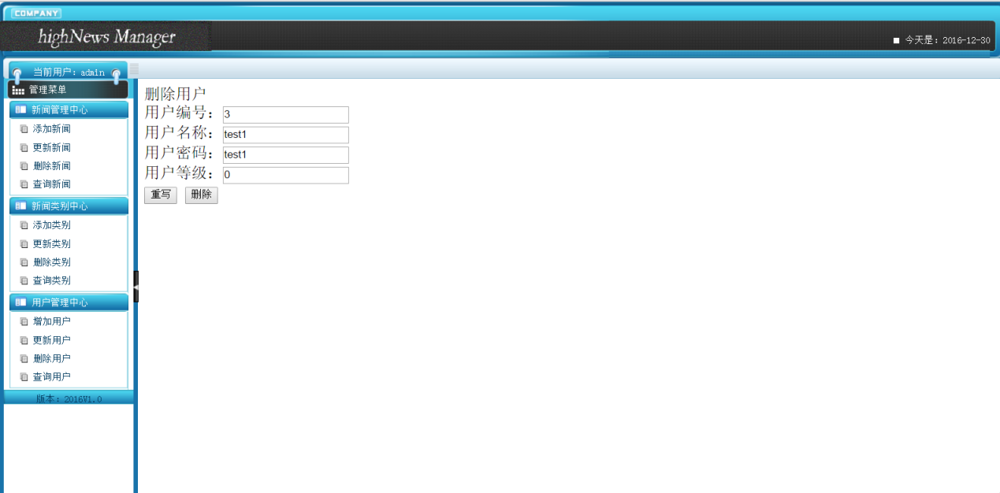 COMPANY
highNews Manager
今天是：2016-12-30
当前用户：admin
管理菜单
新闻管理中心
添加新闻
更新新闻
删除新闻
查询新闻
新闻类别中心
添加类别
更新类别
删除类别
查询类别
用户管理中心
增加用户
更新用户
删除用户
查询用户
版本：2016V1.0
删除用户
用户编号：3
用户名称：test1
用户密码：test1
用户等级：0
重写 删除